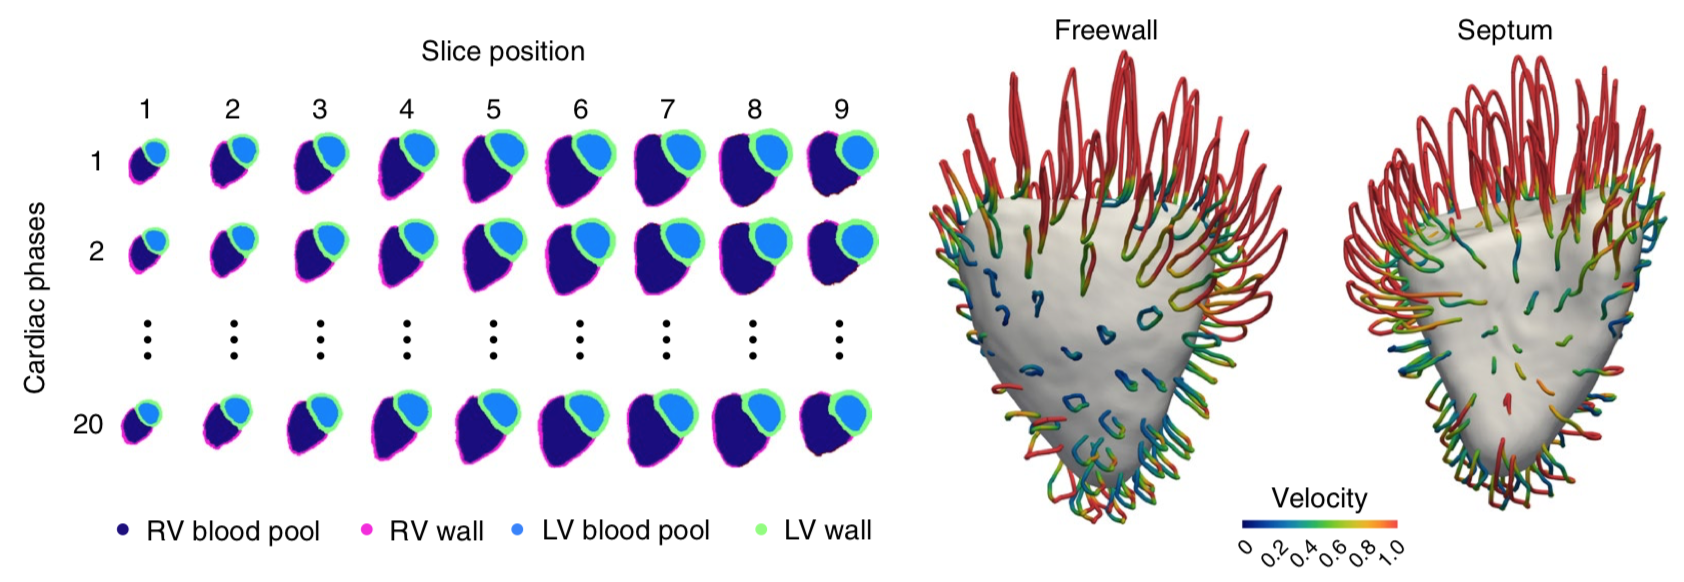 Slice position
1 2 3 4 5 6 7 8 9
Cardiac phases
1
2
20
RV blood pool RV wall LV blood pool LV wall
Freewall
Septum
Velocity
0 0.2 0.4 0.6 0.8 1.0